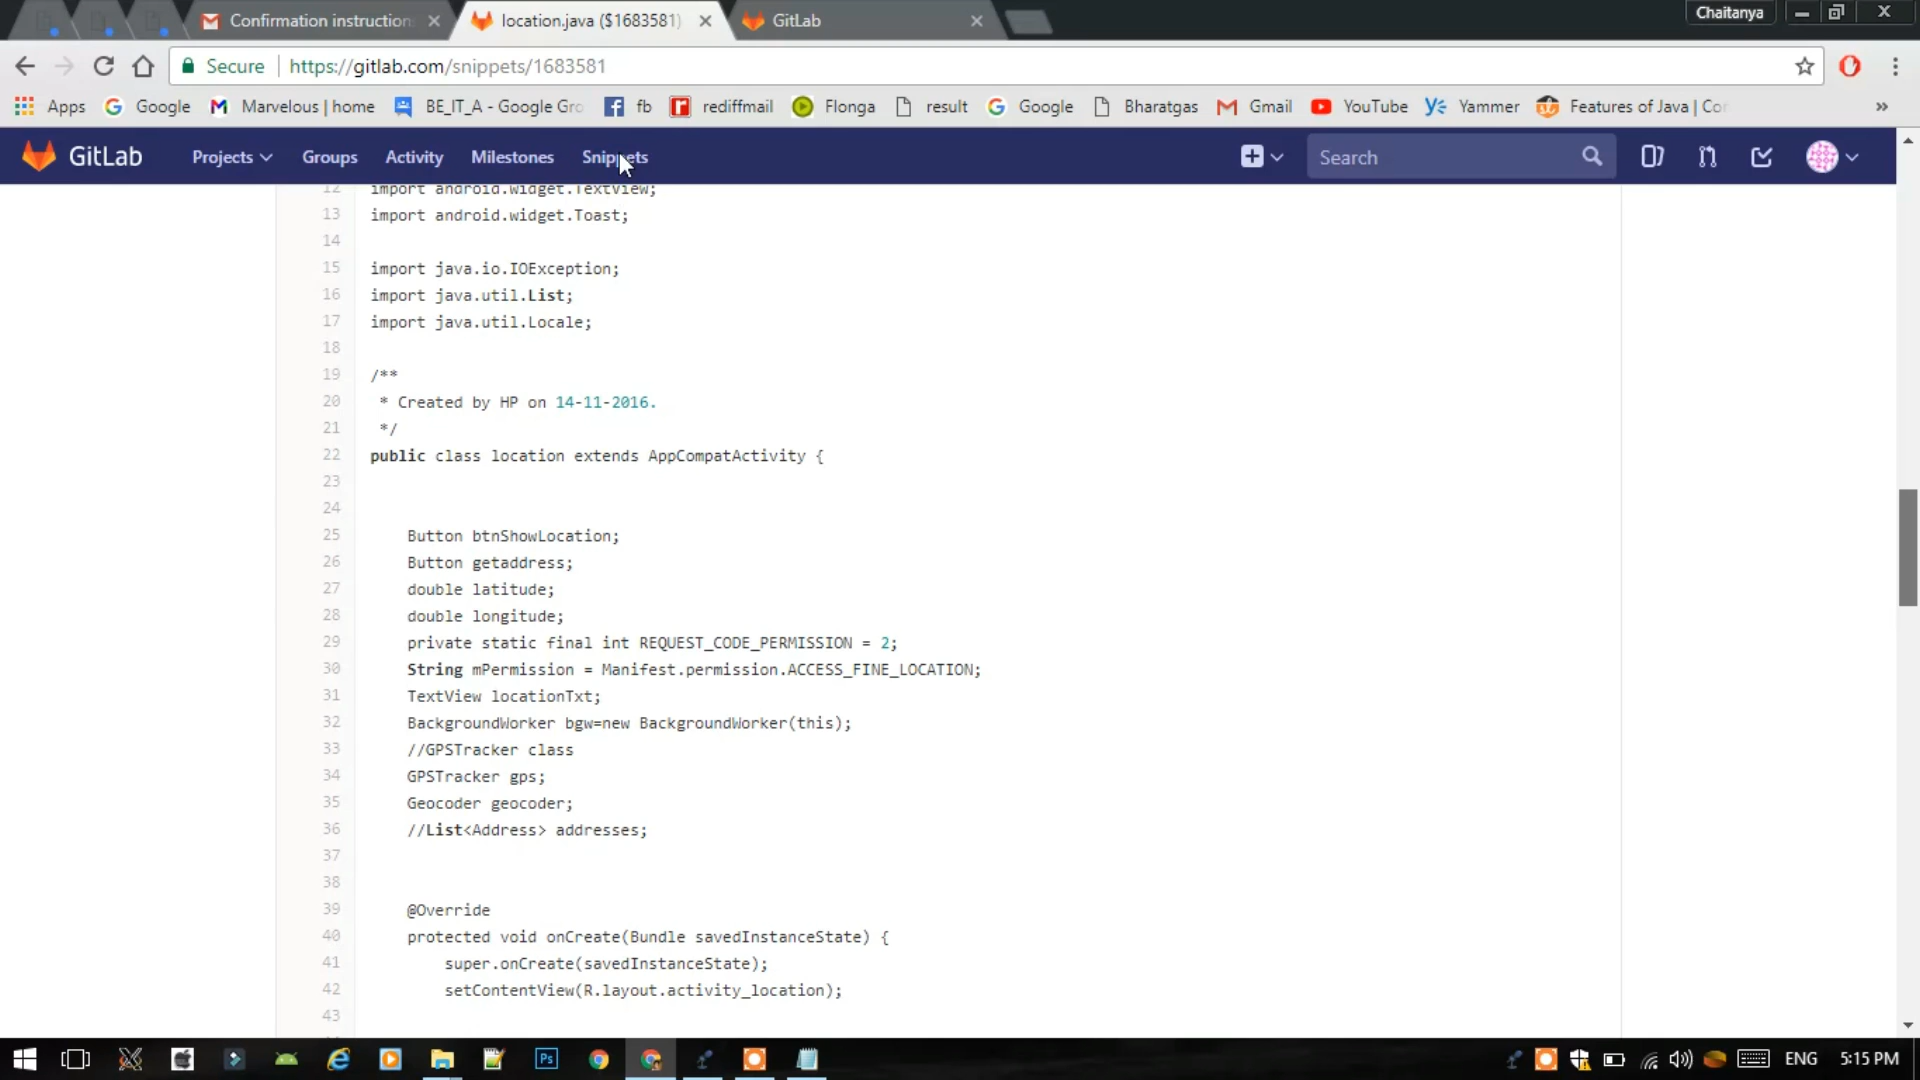 Confirmation instruction
location.java ($1683581)
GitLab
Chaitanya
Secure
https://gitlab.com/snippets/1683581
Apps
Google
Marvelous | home
BE_IT_A - Google Gro
fb
rediffmail
Flonga
result
Google
Bharatgas
Gmail
YouTube
Yammer
Features of Java | Co
GitLab
Projects
Groups
Activity
Milestones
Snippets
Search
12 import android.widget.TextView;
13 import android.widget.Toast;
14
15 import java.io.IOException;
16 import java.util.List;
17 import java.util.Locale;
18
19 /**
20 * Created by HP on 14-11-2016.
21 */
22 public class location extends AppCompatActivity {
23
24
25 Button btnShowLocation;
26 Button getaddress;
27 double latitude;
28 double longitude;
29 private static final int REQUEST_CODE_PERMISSION = 2;
30 String mPermission = Manifest.permission.ACCESS_FINE_LOCATION;
31 TextView locationTxt;
32 BackgroundWorker bgw=new BackgroundWorker(this);
33 //GPSTracker class
34 GPSTracker gps;
35 Geocoder geocoder;
36 //List<Address> addresses;
37
38
39 @Override
40 protected void onCreate(Bundle savedInstanceState) {
41 super.onCreate(savedInstanceState);
42 setContentView(R.layout.activity_location);
43
Ps
ENG
5:15 PM